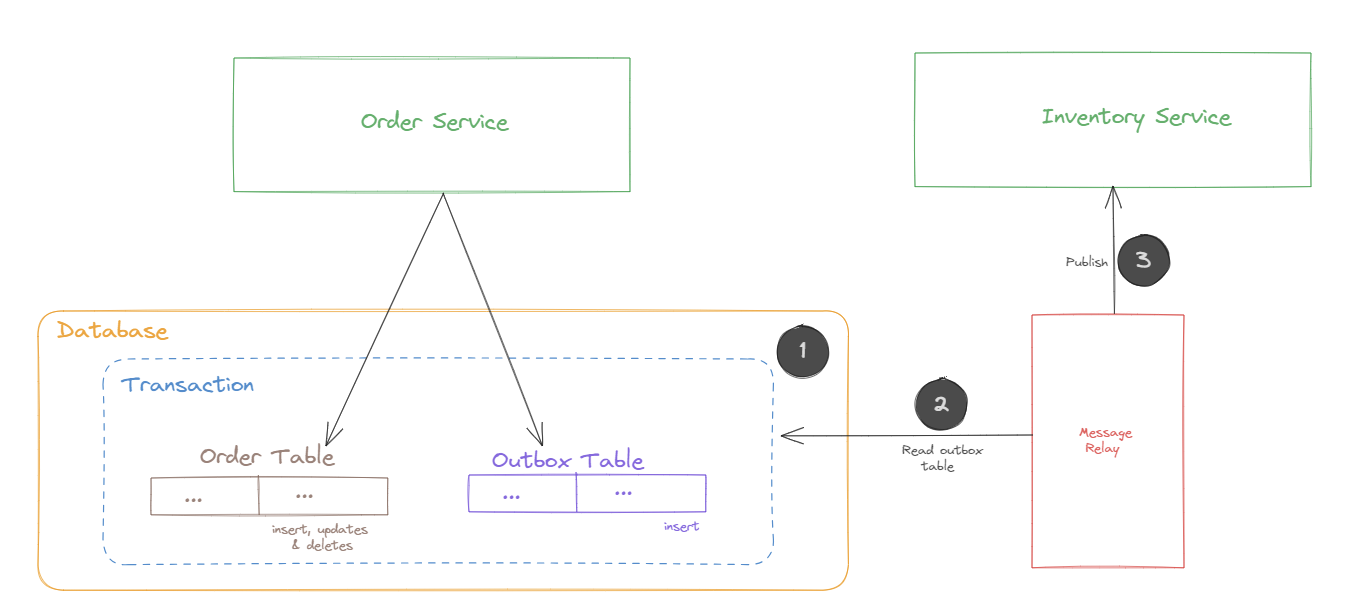 Order Service
Inventory Service
Publish
3
Database
1
Transaction
2
Read outbox
table
Message
Relay
Order Table
Outbox Table
... ...
... ...
insert, updates
& deletes
insert